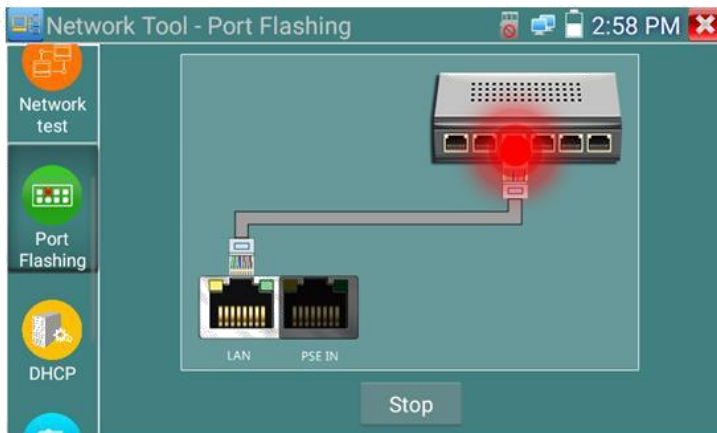 Network Tool - Port Flashing
2:58 PM
Network
test
Port
Flashing
DHCP
LAN
PSE IN
Stop